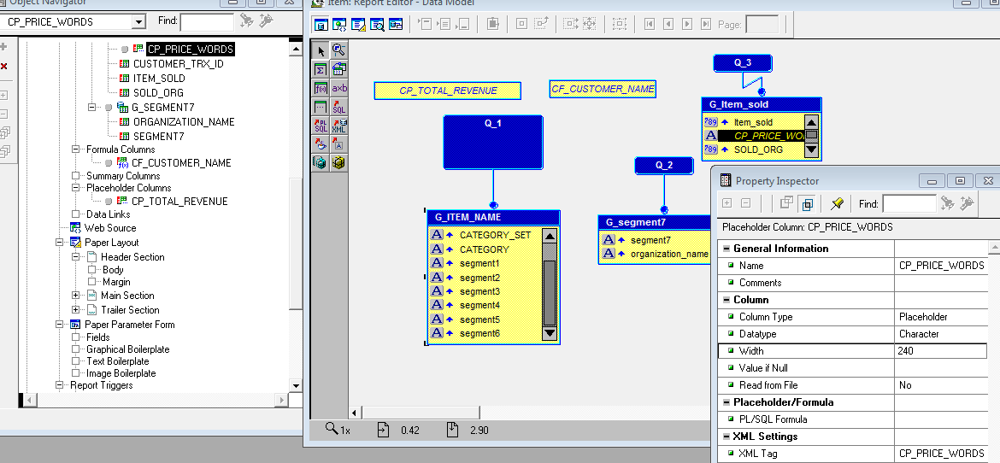 Object Navigator
CP_PRICE_WORDS
Find:
CP_PRICE_WORDS
CUSTOMER_TRX_ID
ITEM_SOLD
SOLD_ORG
G_SEGMENT7
ORGANIZATION_NAME
SEGMENT7
Formula Columns
CF_CUSTOMER_NAME
Summary Columns
Placeholder Columns
CP_TOTAL_REVENUE
Data Links
Web Source
Paper Layout
Header Section
Body
Margin
Main Section
Trailer Section
Paper Parameter Form
Fields
Graphical Boilerplate
Text Boilerplate
Image Boilerplate
Report Triggers
Item: Report Editor - Data Model
Page:
CP_TOTAL_REVENUE
CF_CUSTOMER_NAME
Q_3
G_Item_sold
Item_sold
CP_PRICE_WO
SOLD_ORG
Q_1
Q_2
G_ITEM_NAME
CATEGORY_SET
CATEGORY
segment1
segment2
segment3
segment4
segment5
segment6
G_segment7
segment7
organization_name
1x 0.42 2.90
Property Inspector
Find:
Placeholder Column: CP_PRICE_WORDS
General Information
Name CP_PRICE_WORDS
Comments
Column
Column Type Placeholder
Datatype Character
Width 240
Value if Null
Read from File No
Placeholder/Formula
PL/SQL Formula
XML Settings
XML Tag CP_PRICE_WORDS